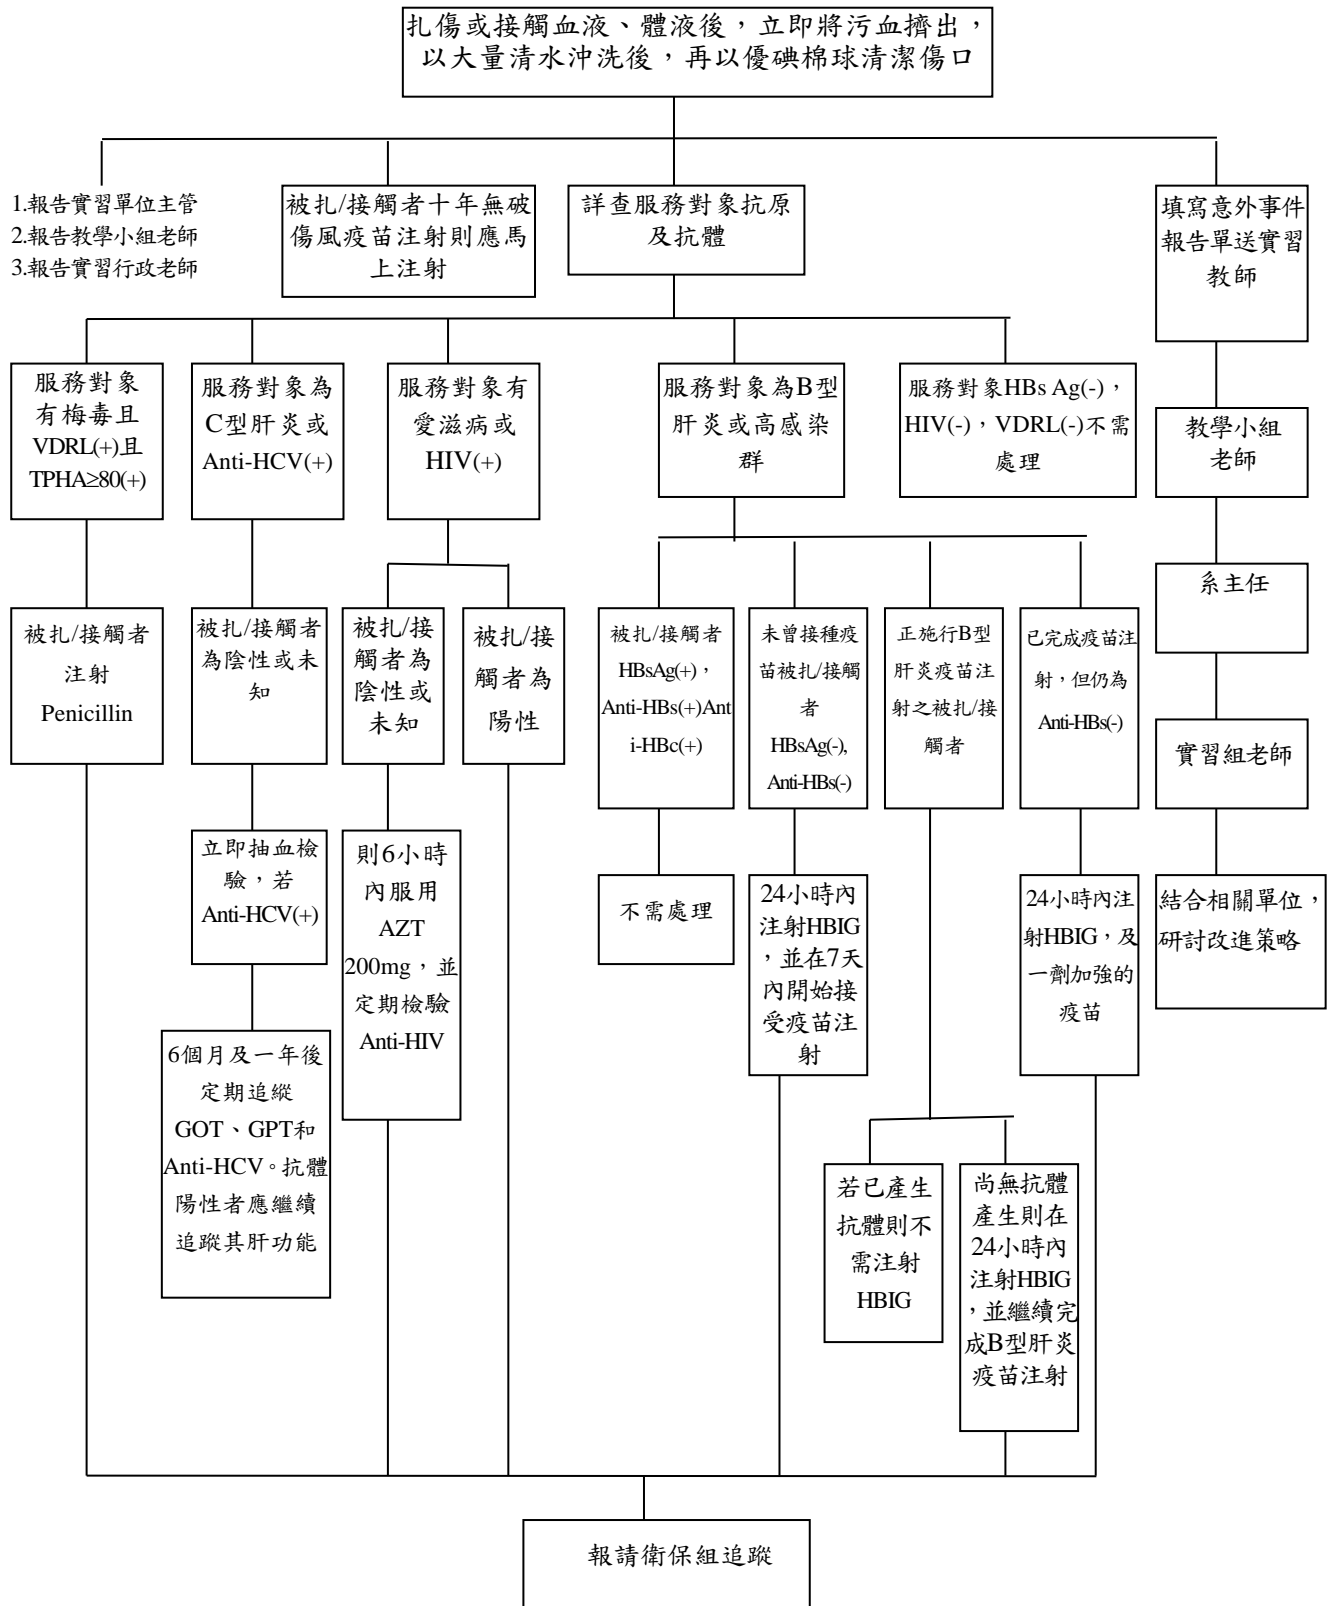 扎傷或接觸血液、體液後，立即將污血擠出，
以大量清水沖洗後，再以優碘棉球清潔傷口
1.報告實習單位主管
2.報告教學小組老師
3.報告實習行政老師
被扎/接觸者十年無破
傷風疫苗注射則應馬
上注射
詳查服務對象抗原
及抗體
填寫意外事件
報告單送實習
教師
服務對象
有梅毒且
VDRL(+)且
TPHA≥80(+)
服務對象為
C型肝炎或
Anti-HCV(+)
服務對象有
愛滋病或
HIV(+)
服務對象為B型
肝炎或高感染
群
服務對象HBs Ag(-)，
HIV(-)，VDRL(-)不需
處理
教學小組
老師
系主任
被扎/接觸者
注射
Penicillin
被扎/接觸者
為陰性或未
知
被扎/接
觸者為
陰性或
未知
被扎/接
觸者為
陽性
被扎/接觸者
HBsAg(+)，
Anti-HBs(+)Ant
i-HBc(+)
未曾接種疫
苗被扎/接觸
者
HBsAg(-),
Anti-HBs(-)
正施行B型
肝炎疫苗注
射之被扎/接
觸者
已完成疫苗注
射，但仍為
Anti-HBs(-)
實習組老師
立即抽血檢
驗，若
Anti-HCV(+)
則6小時
內服用
AZT
200mg，並
定期檢驗
Anti-HIV
不需處理
24小時內
注射HBIG
，並在7天
內開始接
受疫苗注
射
24小時內注
射HBIG，及
一劑加強的
疫苗
結合相關單位，
研討改進策略
6個月及一年後
定期追縱
GOT、GPT和
Anti-HCV。抗體
陽性者應繼續
追蹤其肝功能
若已產生
抗體則不
需注射
HBIG
尚無抗體
產生則在
24小時內
注射HBIG
，並繼續完
成B型肝炎
疫苗注射
報請衛保組追蹤